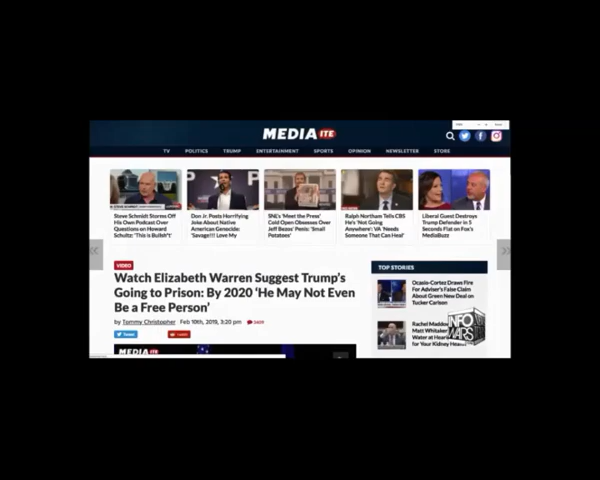 MEDIAITE
TV POLITICS TRUMP ENTERTAINMENT SPORTS OPINION NEWSLETTER STORE
Steve Schmidt Storms Off
His Own Podcast Over
Questions on Howard
Schultz: 'This is Bullsh*t'
Don Jr. Posts Horrifying
Joke About Native
American Genocide:
'Savage!!! Love My
SNL's 'Meet the Press'
Cold Open Obsesses Over
Jeff Bezos' Penis: 'Small
Potatoes'
Ralph Northam Tells CBS
He's 'Not Going
Anywhere': VA 'Needs
Someone That Can Heal'
Liberal Guest Destroys
Trump Defender in 5
Seconds Flat on Fox's
MediaBuzz
VIDEO
Watch Elizabeth Warren Suggest Trump's
Going to Prison: By 2020 'He May Not Even
Be a Free Person'
by Tommy Christopher Feb 10th, 2019, 3:20 pm
Tweet
TOP STORIES
Ocasio-Cortez Draws Fire
For Adviser's False Claim
About Green New Deal on
Tucker Carlson
Rachel Maddow
Matt Whitaker
Water at Hearing
for Your Kidney
INFO
WARS
MEDIAITE